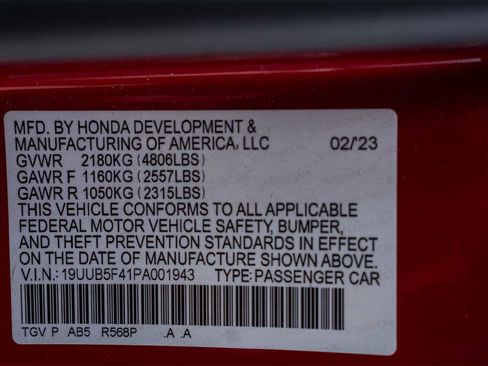 MFD. BY HONDA DEVELOPMENT &
MANUFACTURING OF AMERICA, LLC 02/'23
GVWR 2180KG (4806LBS)
GAWR F 1160KG (2557LBS)
GAWR R 1050KG (2315LBS)
THIS VEHICLE CONFORMS TO ALL APPLICABLE
FEDERAL MOTOR VEHICLE SAFETY, BUMPER,
AND THEFT PREVENTION STANDARDS IN EFFECT
ON THE DATE OF MANUFACTURE SHOWN ABOVE.
V.I.N.: 19UUB5F41PA001943 TYPE: PASSENGER CAR
TGV P AB5 R568P .A .A